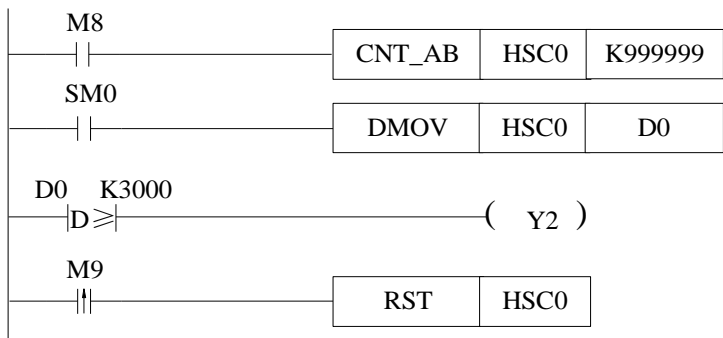 M8
CNT_AB HSC0 K999999
SM0
DMOV HSC0 D0
D0 K3000
D ≥ ( Y2 )
M9
RST HSC0